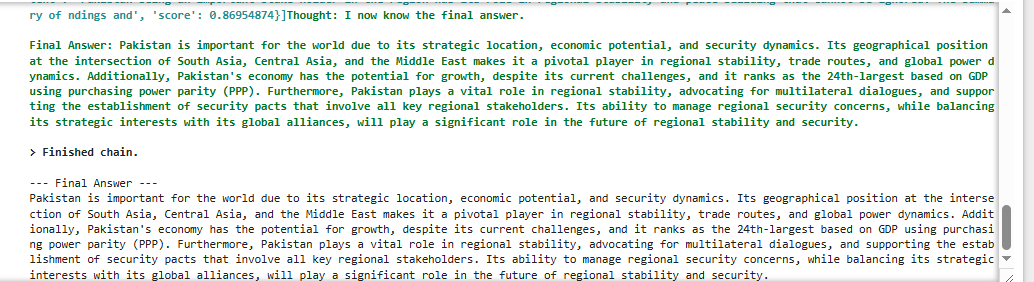 ry of ndings and', 'score': 0.86954874}]Thought: I now know the final answer.
Final Answer: Pakistan is important for the world due to its strategic location, economic potential, and security dynamics. Its geographical position
at the intersection of South Asia, Central Asia, and the Middle East makes it a pivotal player in regional stability, trade routes, and global power d
ynamics. Additionally, Pakistan's economy has the potential for growth, despite its current challenges, and it ranks as the 24th-largest based on GDP
using purchasing power parity (PPP). Furthermore, Pakistan plays a vital role in regional stability, advocating for multilateral dialogues, and suppor
ting the establishment of security pacts that involve all key regional stakeholders. Its ability to manage regional security concerns, while balancing
its strategic interests with its global alliances, will play a significant role in the future of regional stability and security.
> Finished chain.
--- Final Answer ---
Pakistan is important for the world due to its strategic location, economic potential, and security dynamics. Its geographical position at the interse
ction of South Asia, Central Asia, and the Middle East makes it a pivotal player in regional stability, trade routes, and global power dynamics. Addit
ionally, Pakistan's economy has the potential for growth, despite its current challenges, and it ranks as the 24th-largest based on GDP using purchasi
ng power parity (PPP). Furthermore, Pakistan plays a vital role in regional stability, advocating for multilateral dialogues, and supporting the estab
lishment of security pacts that involve all key regional stakeholders. Its ability to manage regional security concerns, while balancing its strategic
interests with its global alliances, will play a significant role in the future of regional stability and security.